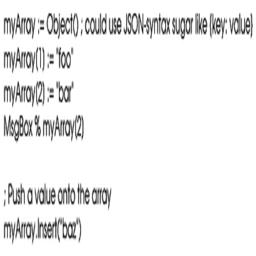 myArray := Object() ; could use JSON-syntax sugar like {key: value}
myArray(1) := "foo"
myArray(2) := "bar"
MsgBox % myArray(2)
; Push a value onto the array
myArray.Insert("baz")